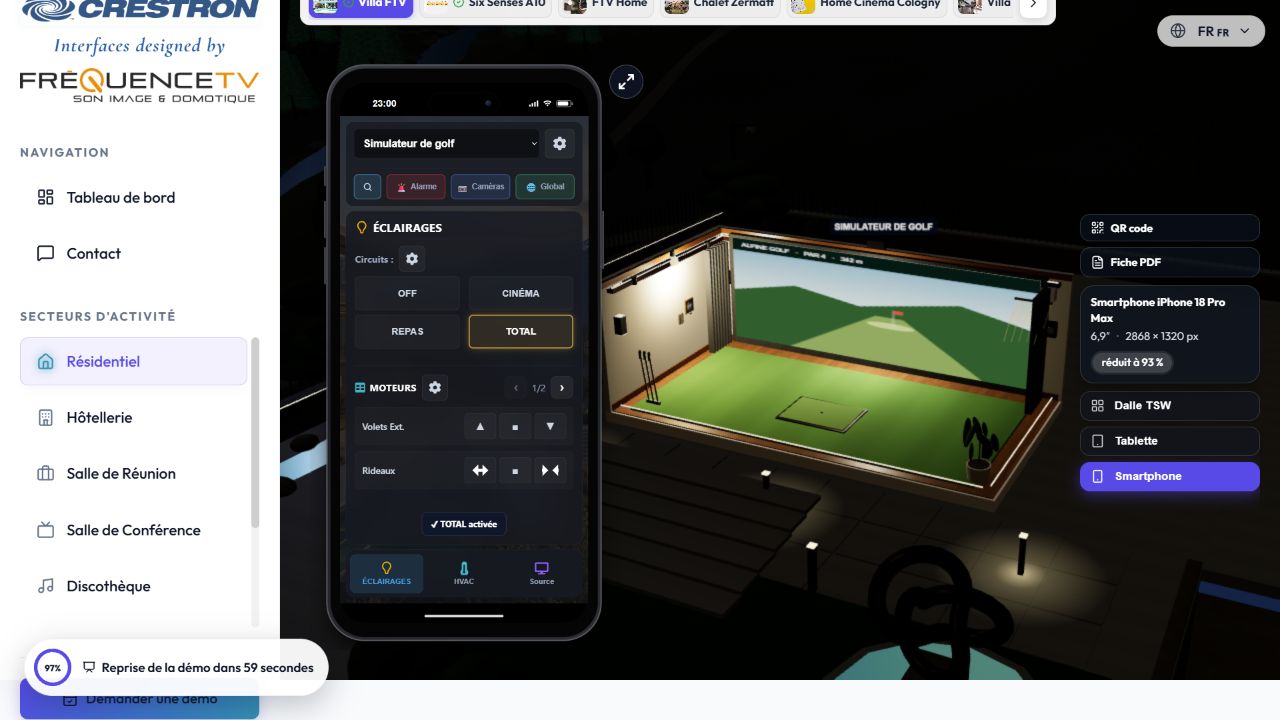 CRESTRON
Interfaces designed by
FRÉQUENCETV
SON IMAGE & DOMOTIQUE
NAVIGATION
Tableau de bord
Contact
SECTEURS D'ACTIVITÉ
Résidentiel
Hôtellerie
Salle de Réunion
Salle de Conférence
Discothèque
97%
Reprise de la démo dans 59 secondes
Demander une démo
Villa FTV
Six Senses A10
FTV Home
Chalet Zermatt
Home Cinema Cologny
Villa
FR FR
23:00
Simulateur de golf
Alarme
Caméras
Global
ÉCLAIRAGES
Circuits :
OFF
CINÉMA
REPAS
TOTAL
MOTEURS
1/2
Volets Ext.
Rideaux
✓ TOTAL activée
ÉCLAIRAGES
HVAC
Source
SIMULATEUR DE GOLF
ALPINE GOLF - PAR 4 - 342 m
QR code
Fiche PDF
Smartphone iPhone 18 Pro
Max
6,9" · 2868 × 1320 px
réduit à 93 %
Dalle TSW
Tablette
Smartphone